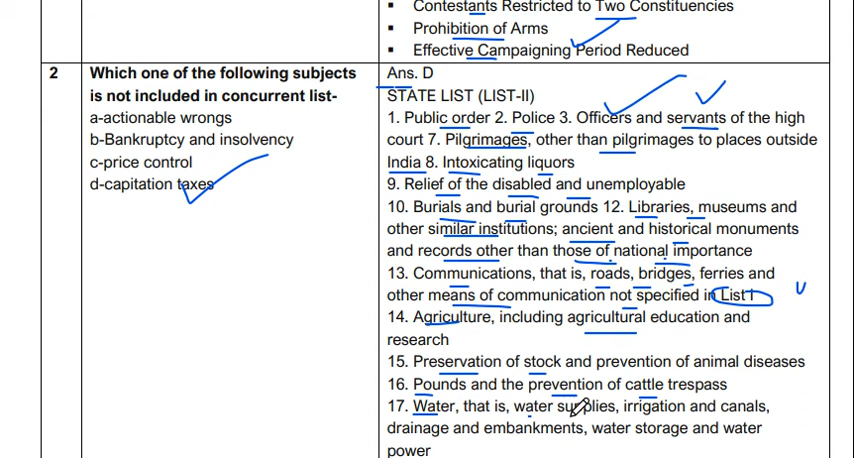 ▪ Contestants Restricted to Two Constituencies
▪ Prohibition of Arms
▪ Effective Campaigning Period Reduced
2
Which one of the following subjects
is not included in concurrent list-
a-actionable wrongs
b-Bankruptcy and insolvency
c-price control
d-capitation taxes
Ans. D
STATE LIST (LIST-II)
1. Public order 2. Police 3. Officers and servants of the high
court 7. Pilgrimages, other than pilgrimages to places outside
India 8. Intoxicating liquors
9. Relief of the disabled and unemployable
10. Burials and burial grounds 12. Libraries, museums and
other similar institutions; ancient and historical monuments
and records other than those of national importance
13. Communications, that is, roads, bridges, ferries and
other means of communication not specified in List I
14. Agriculture, including agricultural education and
research
15. Preservation of stock and prevention of animal diseases
16. Pounds and the prevention of cattle trespass
17. Water, that is, water supplies, irrigation and canals,
drainage and embankments, water storage and water
power